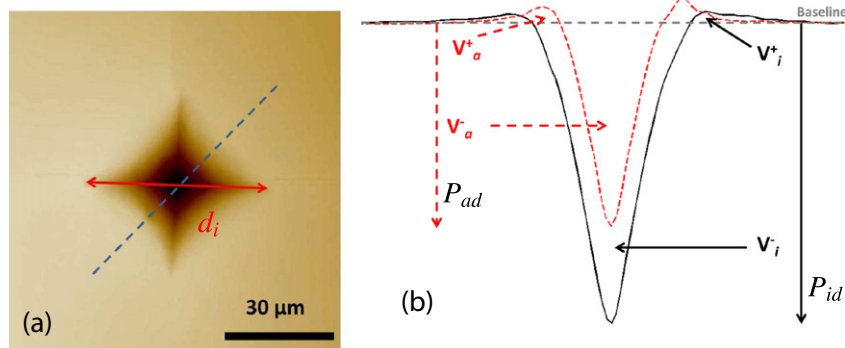 d_i
30 µm
(a)
Baseline
V⁺_a
V⁺_i
V⁻_a
P_ad
V⁻_i
P_id
(b)